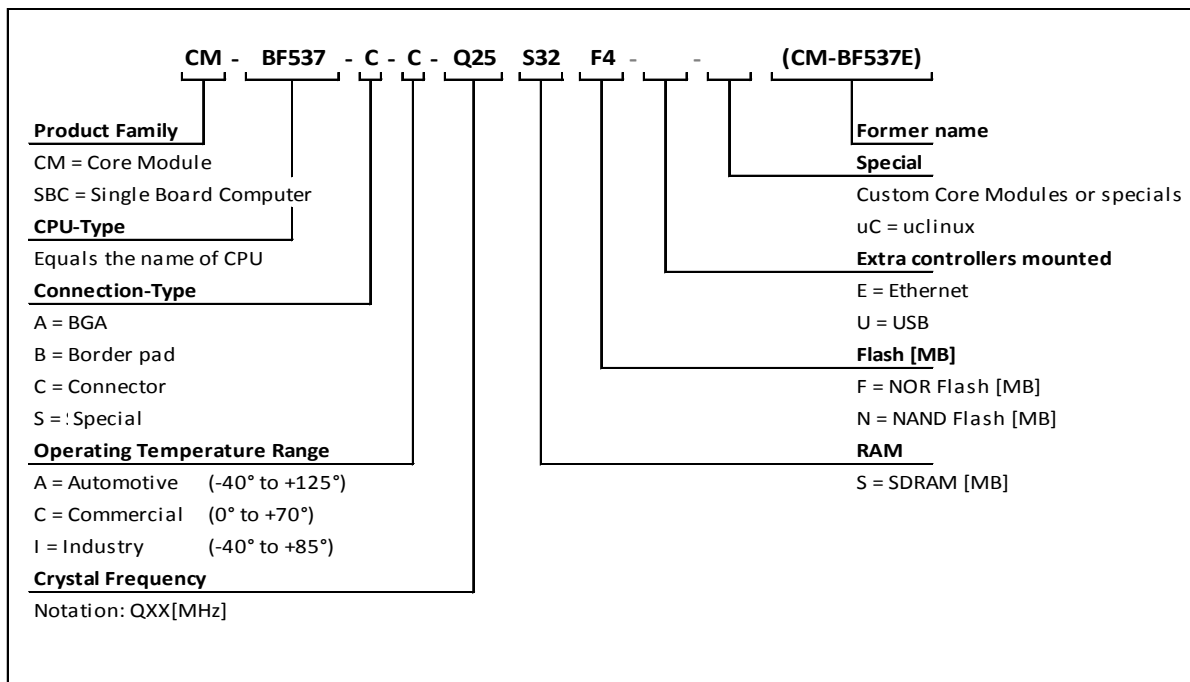 CM - BF537 - C - C - Q25 S32 F4 - - (CM-BF537E)
Product Family
CM = Core Module
SBC = Single Board Computer
CPU-Type
Equals the name of CPU
Connection-Type
A = BGA
B = Border pad
C = Connector
S = : Special
Operating Temperature Range
A = Automotive (-40° to +125°)
C = Commercial (0° to +70°)
I = Industry (-40° to +85°)
Crystal Frequency
Notation: QXX[MHz]
Former name
Special
Custom Core Modules or specials
uC = uclinux
Extra controllers mounted
E = Ethernet
U = USB
Flash [MB]
F = NOR Flash [MB]
N = NAND Flash [MB]
RAM
S = SDRAM [MB]